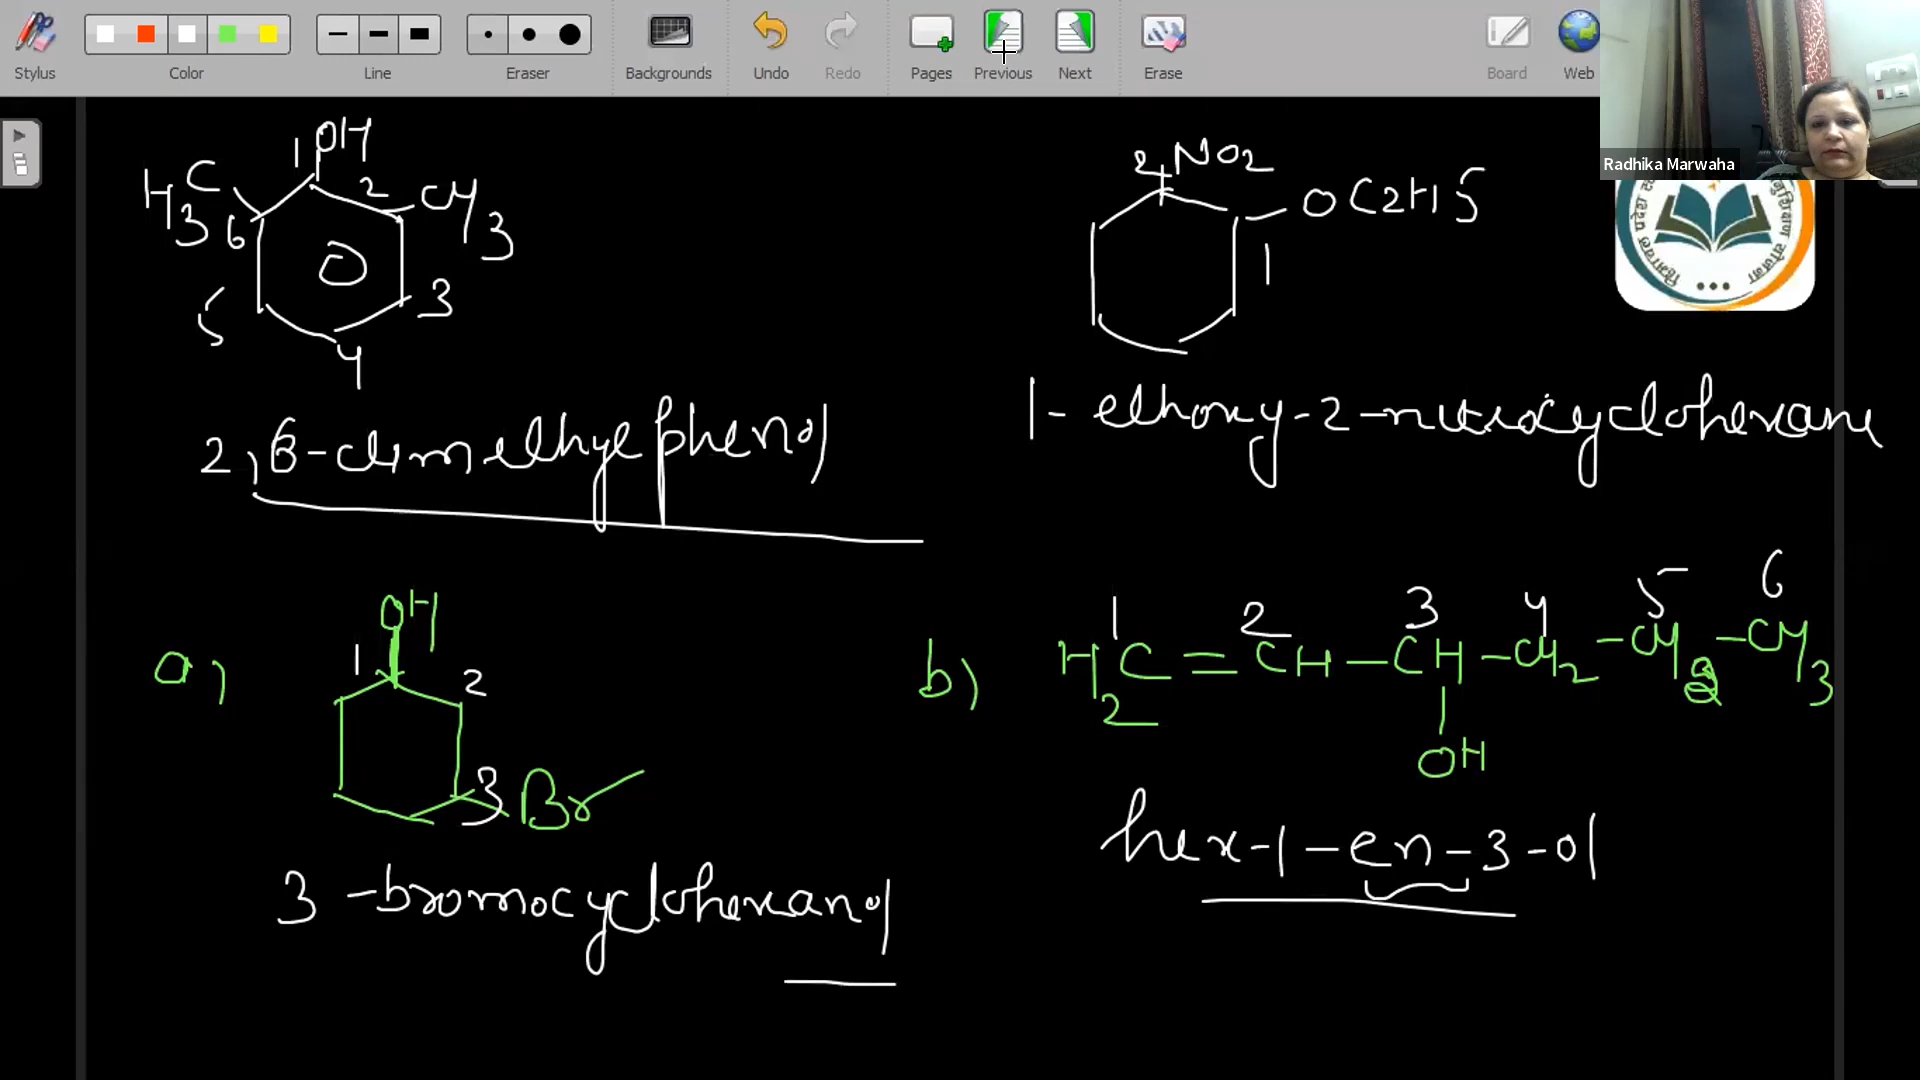 Stylus
Color
Line
Eraser
Backgrounds
Undo
Redo
Pages
Previous
Next
Erase
Board
Web
Radhika Marwaha
OH
1
H3C
6
2
CH3
5
3
4
2,6-dimethylphenol
2
NO2
OC2H5
1
1-ethoxy-2-nitrocyclohexane
a)
OH
1
2
3
Br
3-bromocyclohexanol
b)
1 2 3 4 5 6
H2C=CH-CH-CH2-CH2-CH3
OH
hex-1-en-3-ol